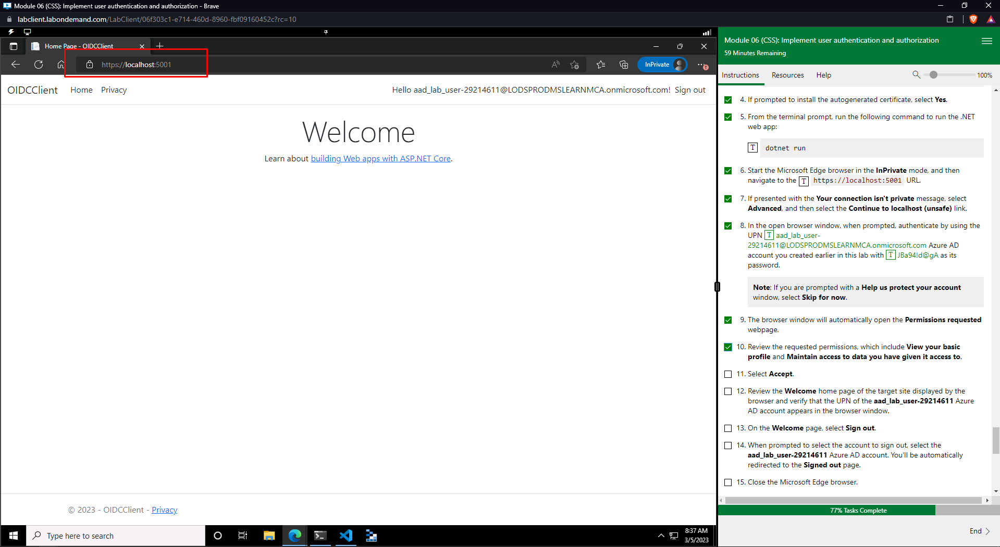 Module 06 (CSS): Implement user authentication and authorization - Brave
labclient.labondemand.com/LabClient/06f303c1-e714-460d-8960-fbf09160452c?rc=10
Home Page - OIDCClient
https://localhost:5001
InPrivate
OIDCClient Home Privacy
Hello aad_lab_user-29214611@LODSPRODMSLEARNMCA.onmicrosoft.com! Sign out
Welcome
Learn about building Web apps with ASP.NET Core.
© 2023 - OIDCClient - Privacy
Type here to search
8:37 AM
3/5/2023
Module 06 (CSS): Implement user authentication and authorization
59 Minutes Remaining
Instructions Resources Help
100%
4. If prompted to install the autogenerated certificate, select Yes.
5. From the terminal prompt, run the following command to run the .NET
web app:
T dotnet run
6. Start the Microsoft Edge browser in the InPrivate mode, and then
navigate to the T https://localhost:5001 URL.
7. If presented with the Your connection isn't private message, select
Advanced, and then select the Continue to localhost (unsafe) link.
8. In the open browser window, when prompted, authenticate by using the
UPN T aad_lab_user-
29214611@LODSPRODMSLEARNMCA.onmicrosoft.com Azure AD
account you created earlier in this lab with T JBa94!d@gA as its
password.
Note: If you are prompted with a Help us protect your account
window, select Skip for now.
9. The browser window will automatically open the Permissions requested
webpage.
10. Review the requested permissions, which include View your basic
profile and Maintain access to data you have given it access to.
11. Select Accept.
12. Review the Welcome home page of the target site displayed by the
browser and verify that the UPN of the aad_lab_user-29214611 Azure
AD account appears in the browser window.
13. On the Welcome page, select Sign out.
14. When prompted to select the account to sign out, select the
aad_lab_user-29214611 Azure AD account. You'll be automatically
redirected to the Signed out page.
15. Close the Microsoft Edge browser.
77% Tasks Complete
End